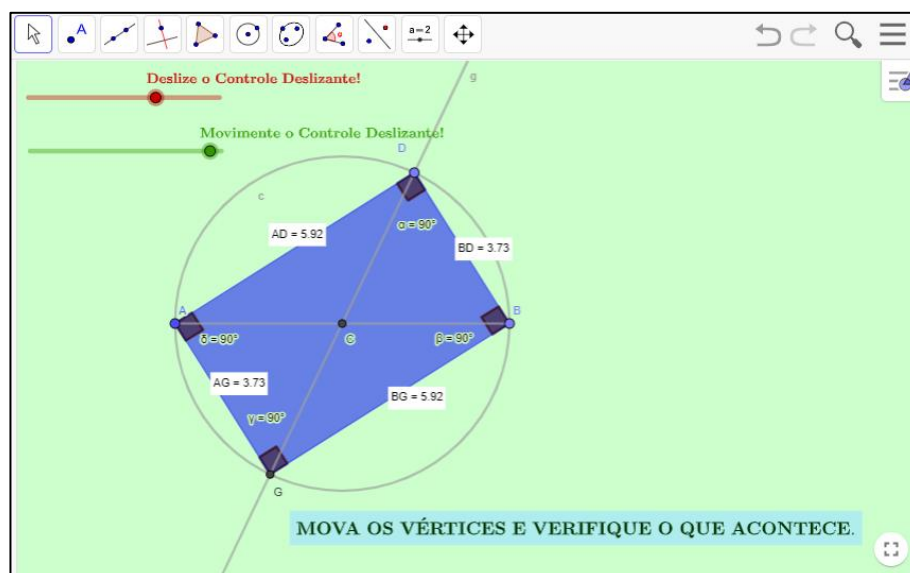 A
a=2
Deslize o Controle Deslizante!
g
Movimente o Controle Deslizante!
D
c
AD = 5.92
α = 90°
BD = 3.73
A
B
δ = 90°
C
β = 90°
AG = 3.73
BG = 5.92
γ = 90°
G
MOVA OS VÉRTICES E VERIFIQUE O QUE ACONTECE.